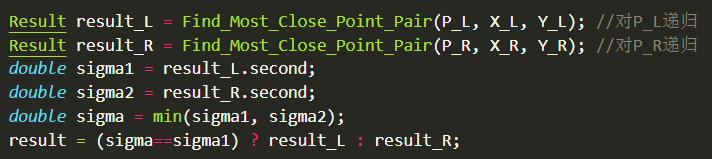 Result result_L = Find_Most_Close_Point_Pair(P_L, X_L, Y_L); //对P_L递归
Result result_R = Find_Most_Close_Point_Pair(P_R, X_R, Y_R); //对P_R递归
double sigma1 = result_L.second;
double sigma2 = result_R.second;
double sigma = min(sigma1, sigma2);
result = (sigma==sigma1) ? result_L : result_R;